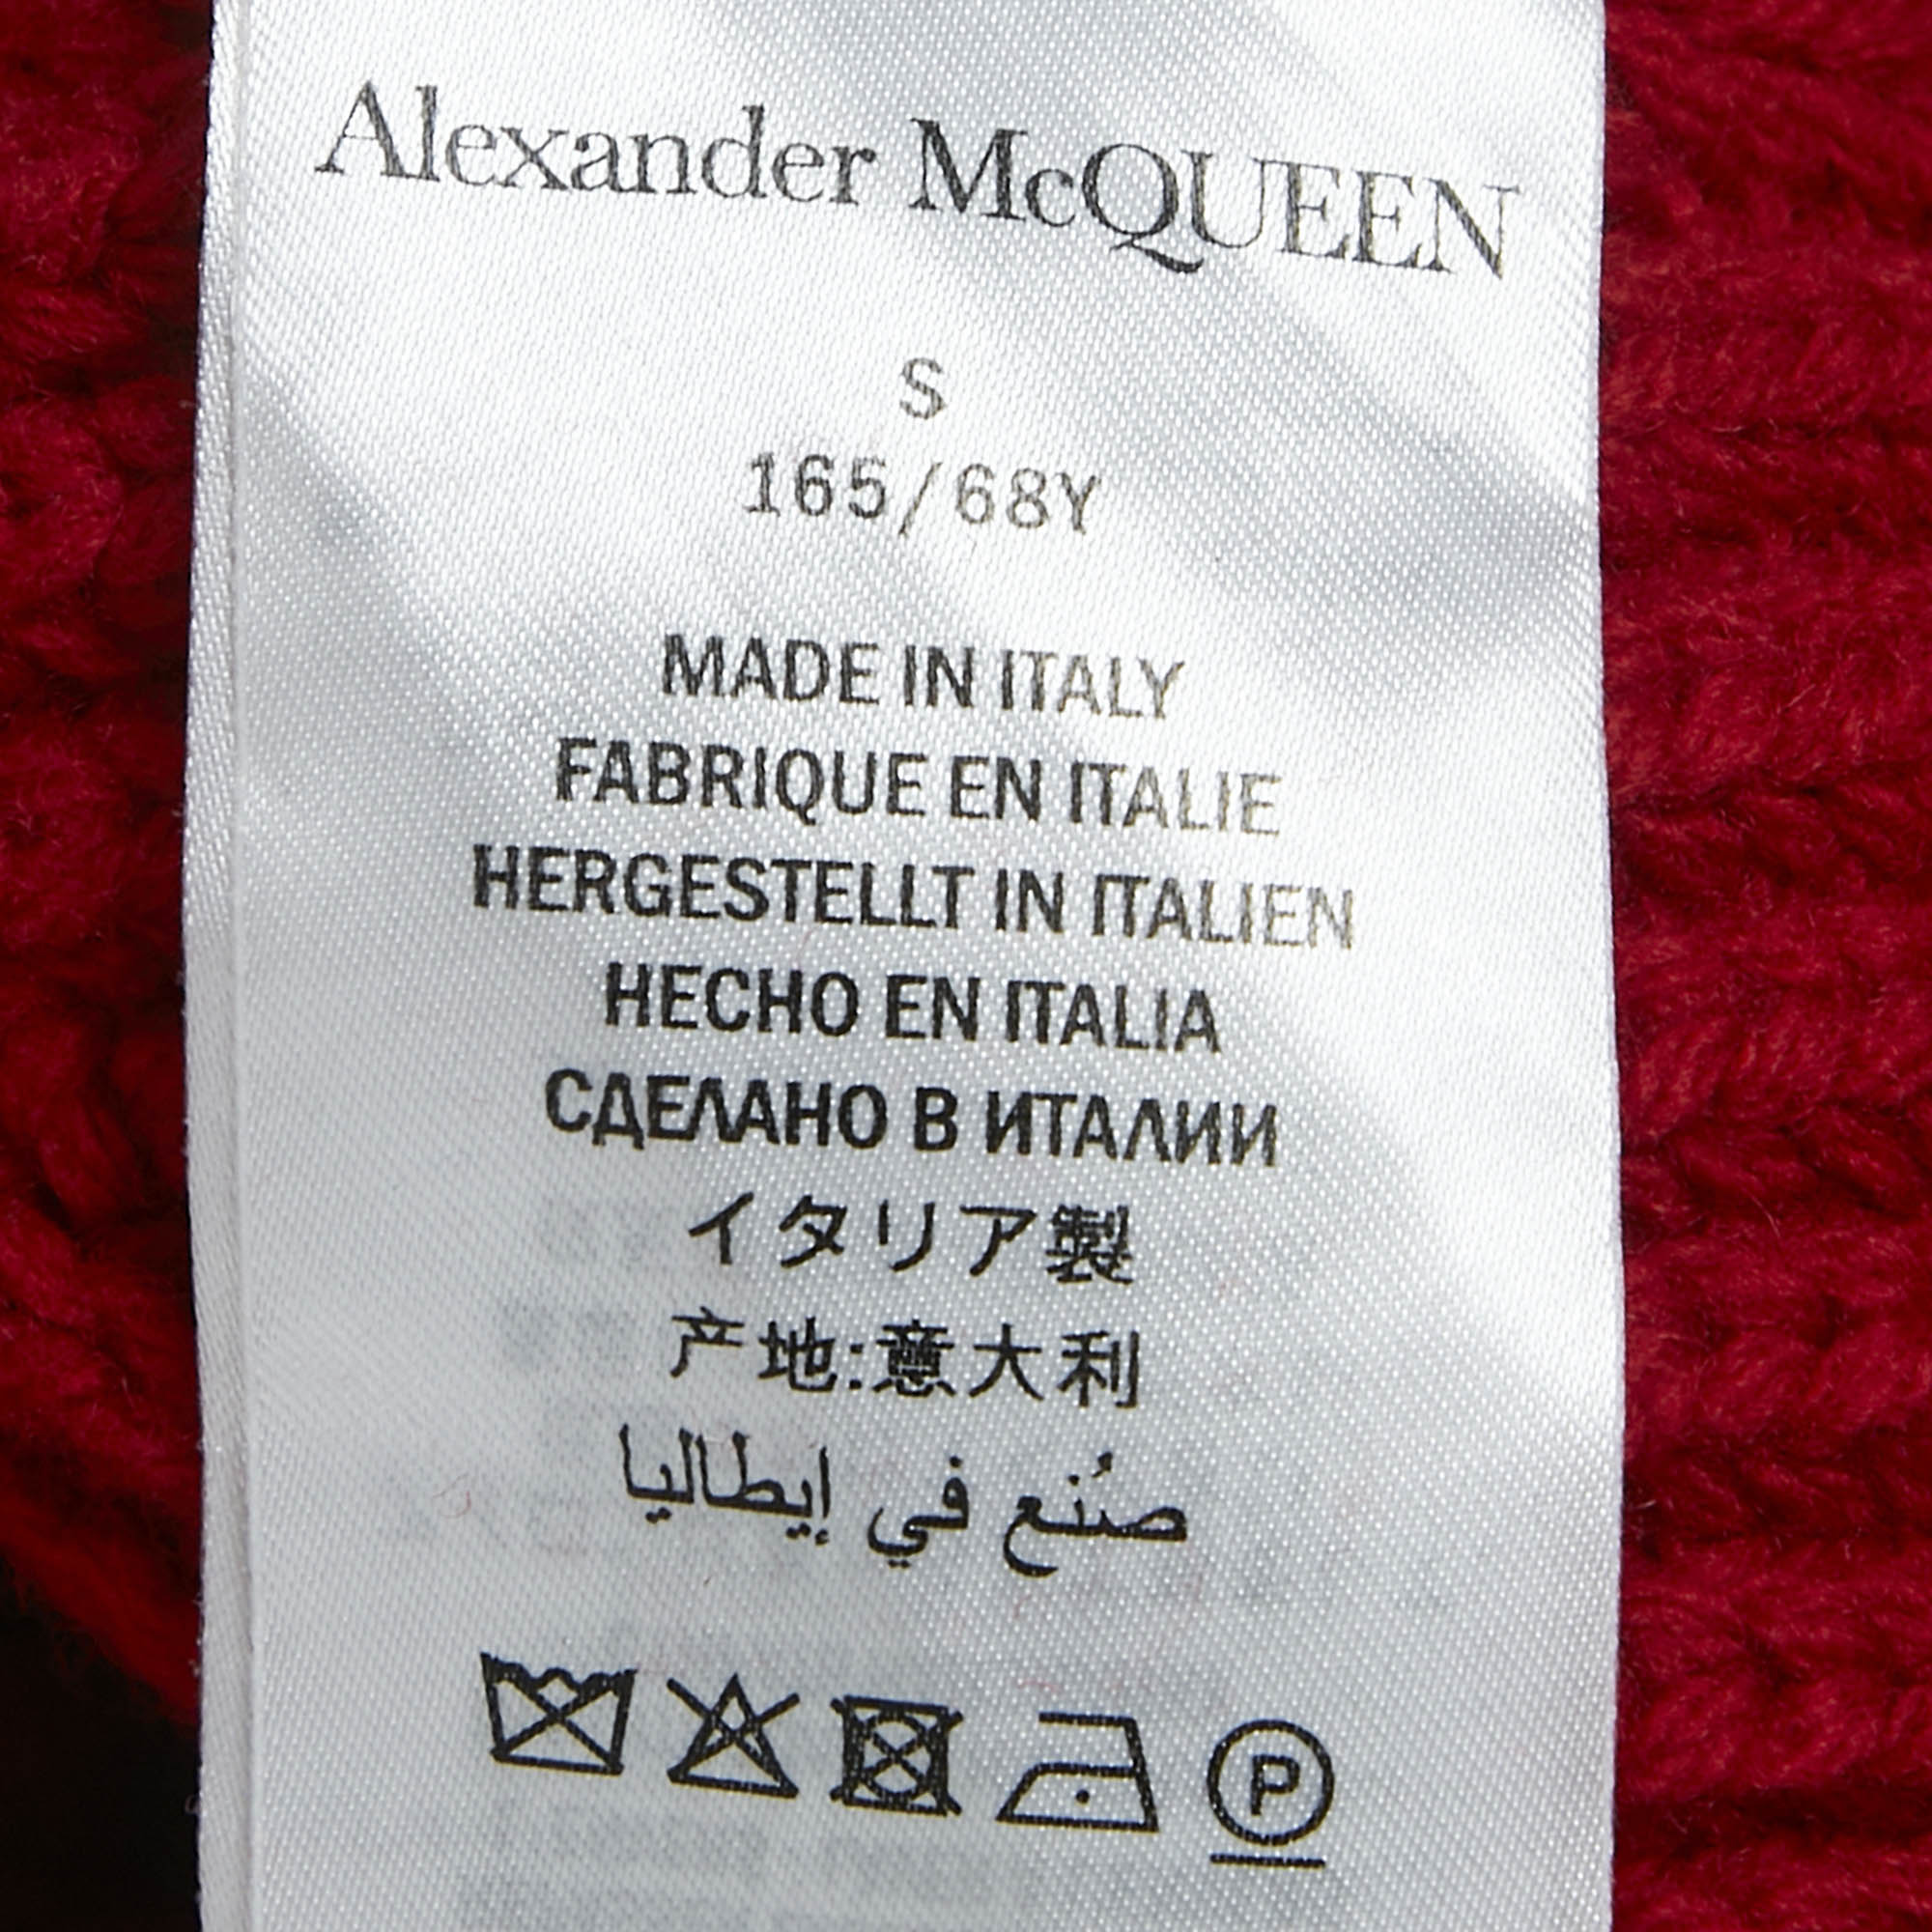 Alexander McQUEEN
S
165/68Y
MADE IN ITALY
FABRIQUE EN ITALIE
HERGESTELLT IN ITALIEN
HECHO EN ITALIA
СДЕЛАНО В ИТАЛИИ
イタリア製
产地:意大利
صُنع في إيطاليا
P